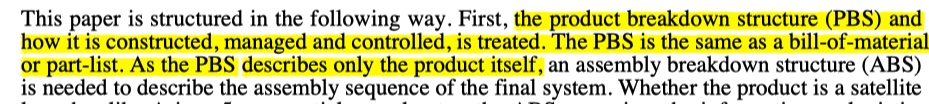 This paper is structured in the following way. First, the product breakdown structure (PBS) and
how it is constructed, managed and controlled, is treated. The PBS is the same as a bill-of-material
or part-list. As the PBS describes only the product itself, an assembly breakdown structure (ABS)
is needed to describe the assembly sequence of the final system. Whether the product is a satellite